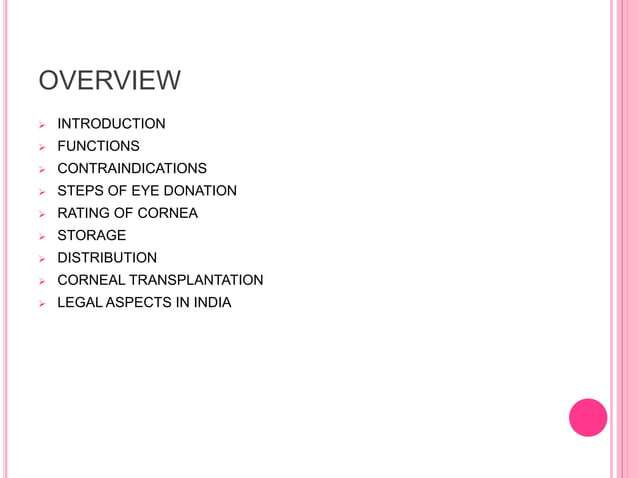 OVERVIEW
INTRODUCTION
FUNCTIONS
CONTRAINDICATIONS
STEPS OF EYE DONATION
RATING OF CORNEA
STORAGE
DISTRIBUTION
CORNEAL TRANSPLANTATION
LEGAL ASPECTS IN INDIA